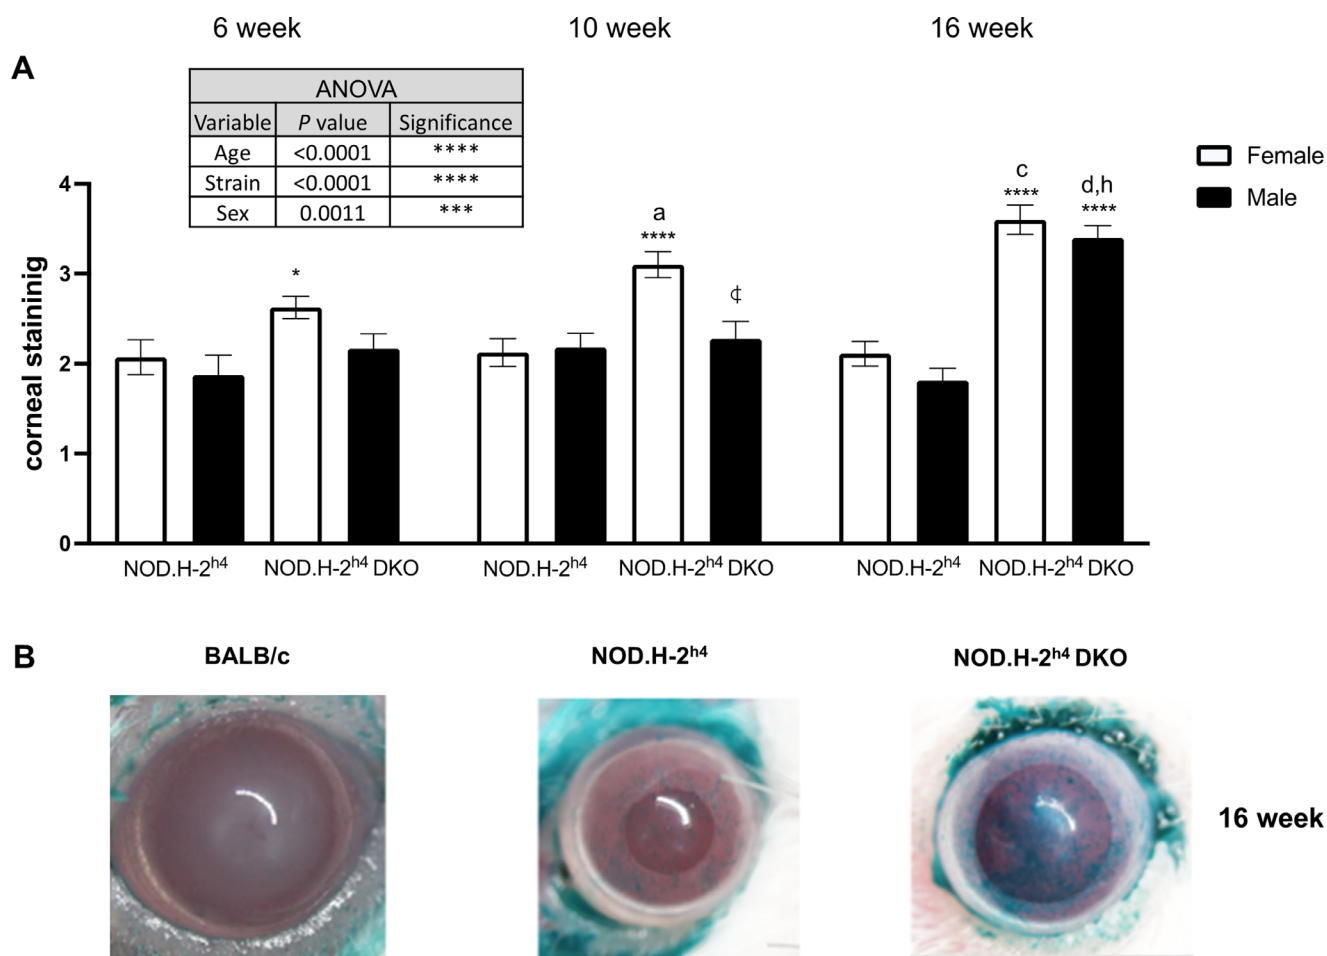 6 week 10 week 16 week
A
ANOVA
Variable P value Significance
Age <0.0001 ****
Strain <0.0001 ****
Sex 0.0011 ***
Female
Male
corneal staininig
4
3
2
1
0
*
a
****
¢
c
****
d,h
****
NOD.H-2ʰ⁴ NOD.H-2ʰ⁴ DKO NOD.H-2ʰ⁴ NOD.H-2ʰ⁴ DKO NOD.H-2ʰ⁴ NOD.H-2ʰ⁴ DKO
B
BALB/c NOD.H-2ʰ⁴ NOD.H-2ʰ⁴ DKO
16 week